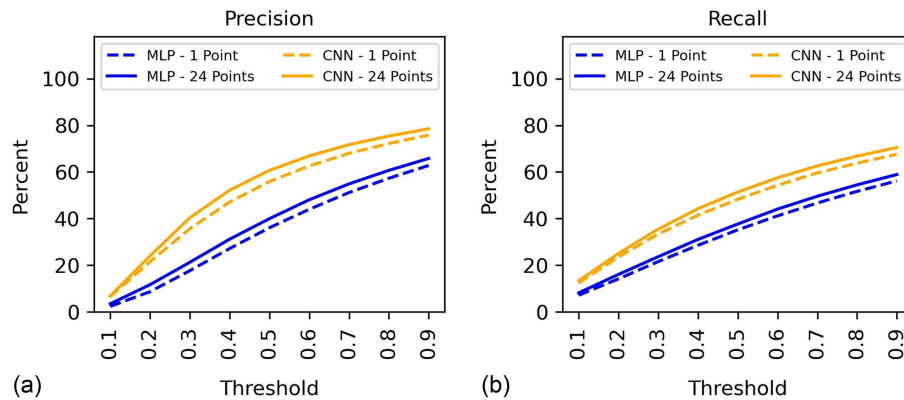 Precision
MLP - 1 Point
MLP - 24 Points
CNN - 1 Point
CNN - 24 Points
Percent
100
80
60
40
20
0
0.1
0.2
0.3
0.4
0.5
0.6
0.7
0.8
0.9
(a)
Threshold
Recall
MLP - 1 Point
MLP - 24 Points
CNN - 1 Point
CNN - 24 Points
Percent
100
80
60
40
20
0
0.1
0.2
0.3
0.4
0.5
0.6
0.7
0.8
0.9
(b)
Threshold